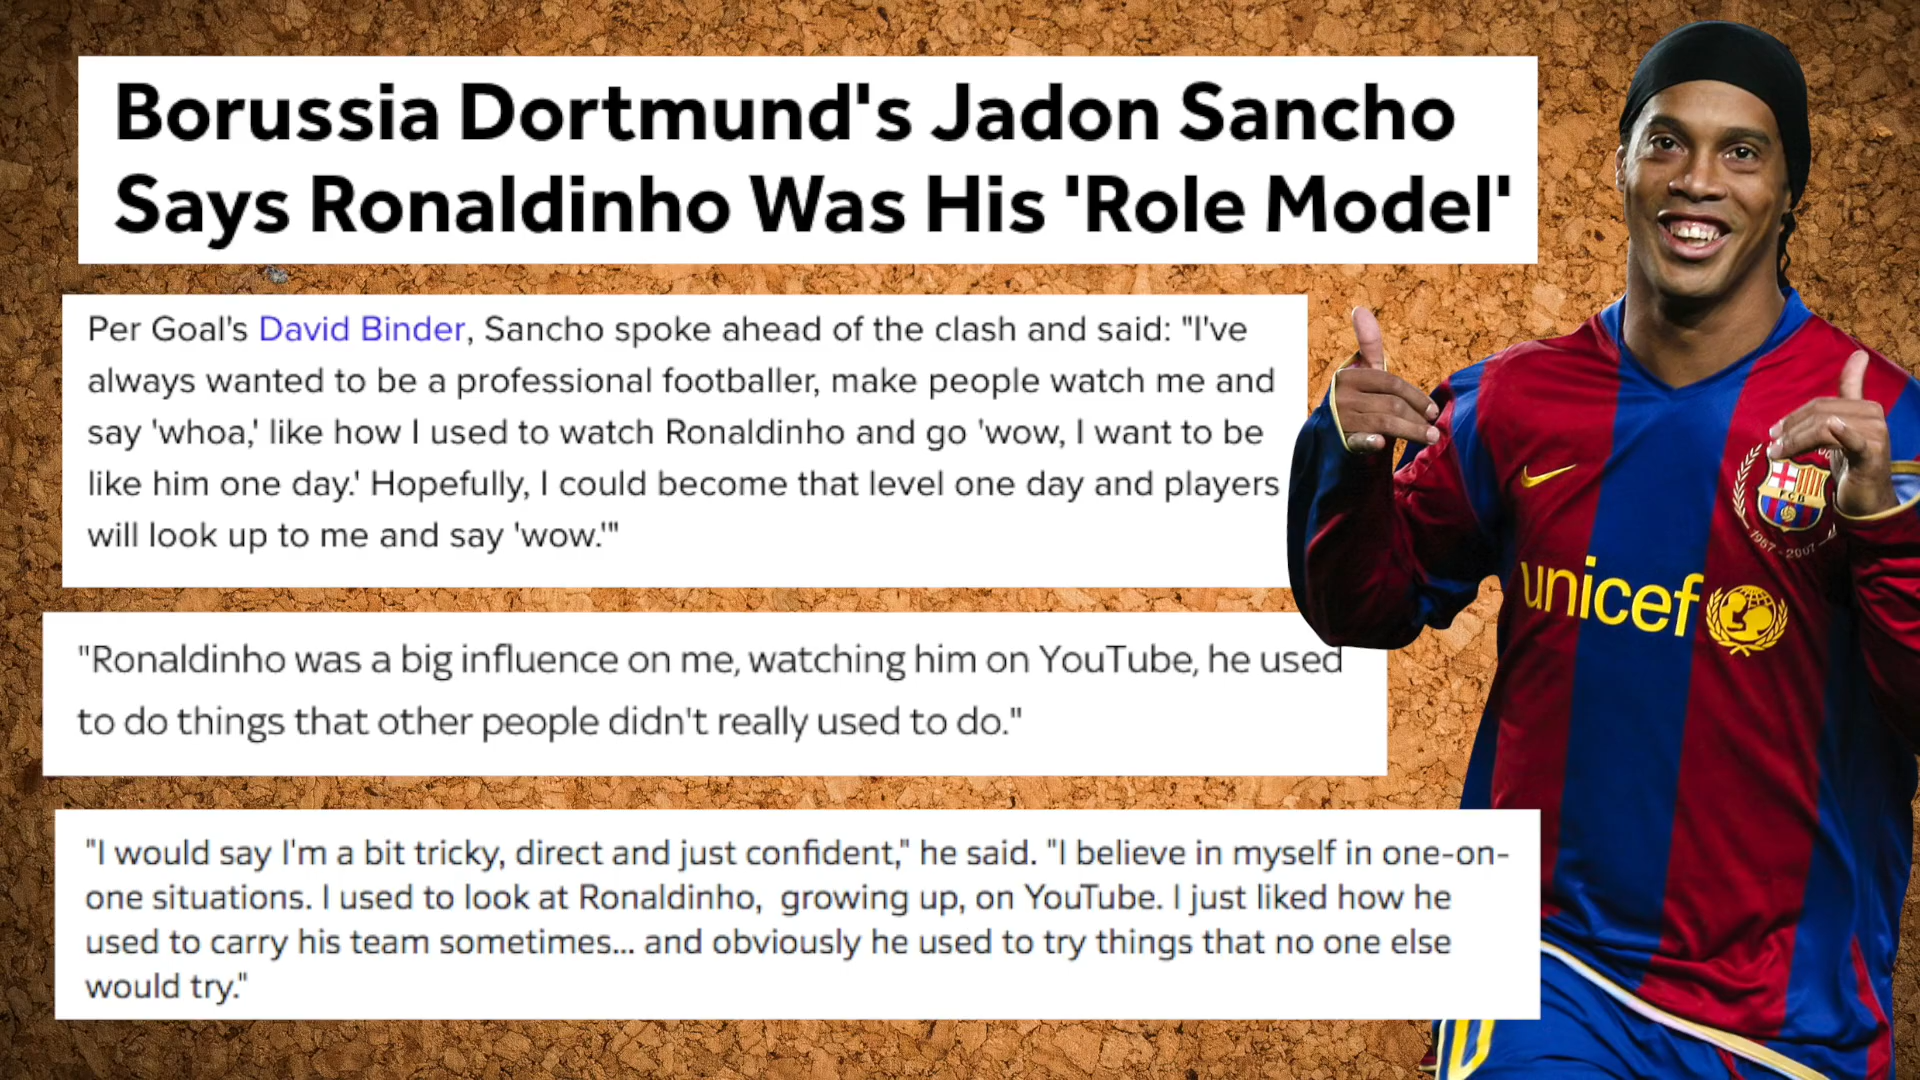 Borussia Dortmund's Jadon Sancho
Says Ronaldinho Was His 'Role Model'
Per Goal's David Binder, Sancho spoke ahead of the clash and said: "I've
always wanted to be a professional footballer, make people watch me and
say 'whoa,' like how I used to watch Ronaldinho and go 'wow, I want to be
like him one day.' Hopefully, I could become that level one day and players
will look up to me and say 'wow.'"
"Ronaldinho was a big influence on me, watching him on YouTube, he used
to do things that other people didn't really used to do."
"I would say I'm a bit tricky, direct and just confident," he said. "I believe in myself in one-on-
one situations. I used to look at Ronaldinho,  growing up, on YouTube. I just liked how he
used to carry his team sometimes... and obviously he used to try things that no one else
would try."
FCB
1957 - 2007
unicef